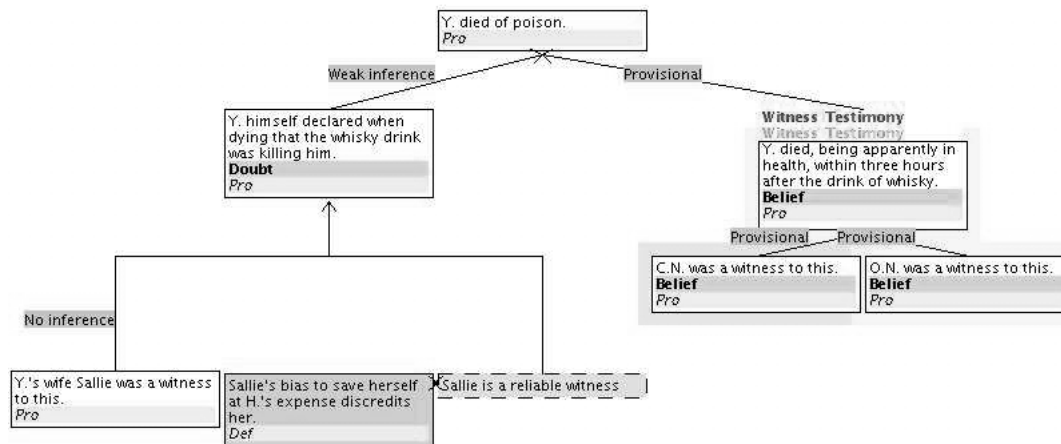 Y. died of poison.
Pro
Weak inference
Provisional
Y. himself declared when
dying that the whisky drink
was killing him.
Doubt
Pro
Witness Testimony
Witness Testimony
Y. died, being apparently in
health, within three hours
after the drink of whisky.
Belief
Pro
Provisional
Provisional
C.N. was a witness to this.
Belief
Pro
O.N. was a witness to this.
Belief
Pro
No inference
Y.'s wife Sallie was a witness
to this.
Pro
Sallie's bias to save herself
at H.'s expense discredits
her.
Def
Sallie is a reliable witness